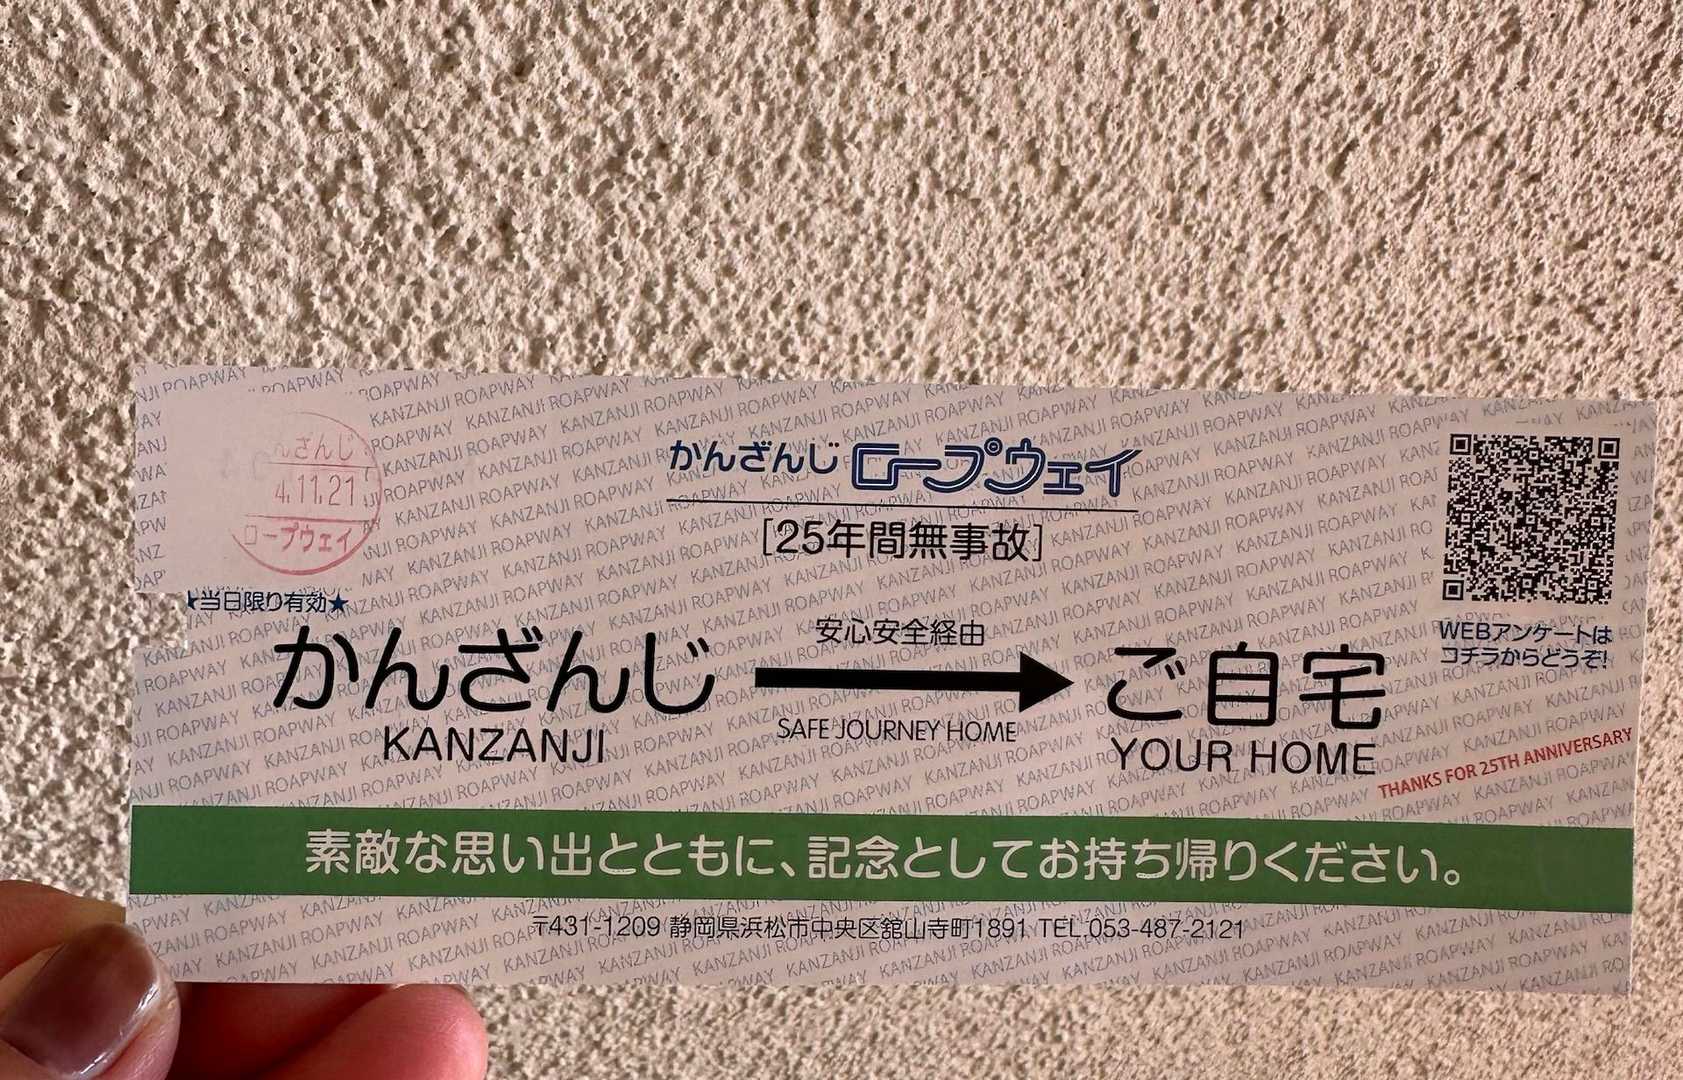 んざんじ
4.11.21
ロープウェイ
★当日限り有効★
かんざんじ ロープウェイ
[25年間無事故]
WEBアンケートは
コチラからどうぞ!
かんざんじ
KANZANJI
安心安全経由
SAFE JOURNEY HOME
ご自宅
YOUR HOME
THANKS FOR 25TH ANNIVERSARY
素敵な思い出とともに、記念としてお持ち帰りください。
〒431-1209 静岡県浜松市中央区舘山寺町1891 TEL.053-487-2121
KANZANJI ROAPWAY